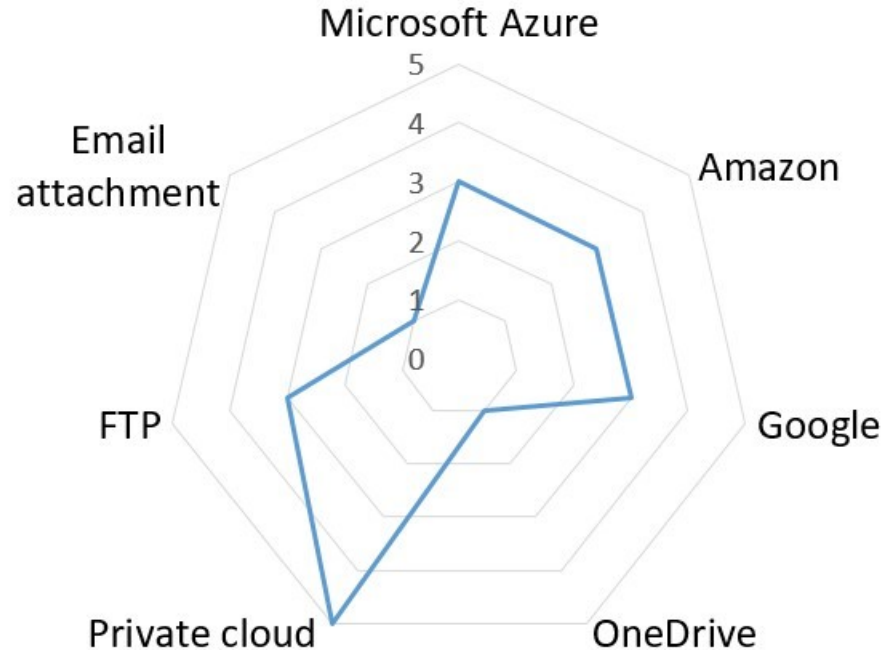 Microsoft Azure
5
4
3
2
1
0
Email
attachment
Amazon
FTP
Google
Private cloud
OneDrive